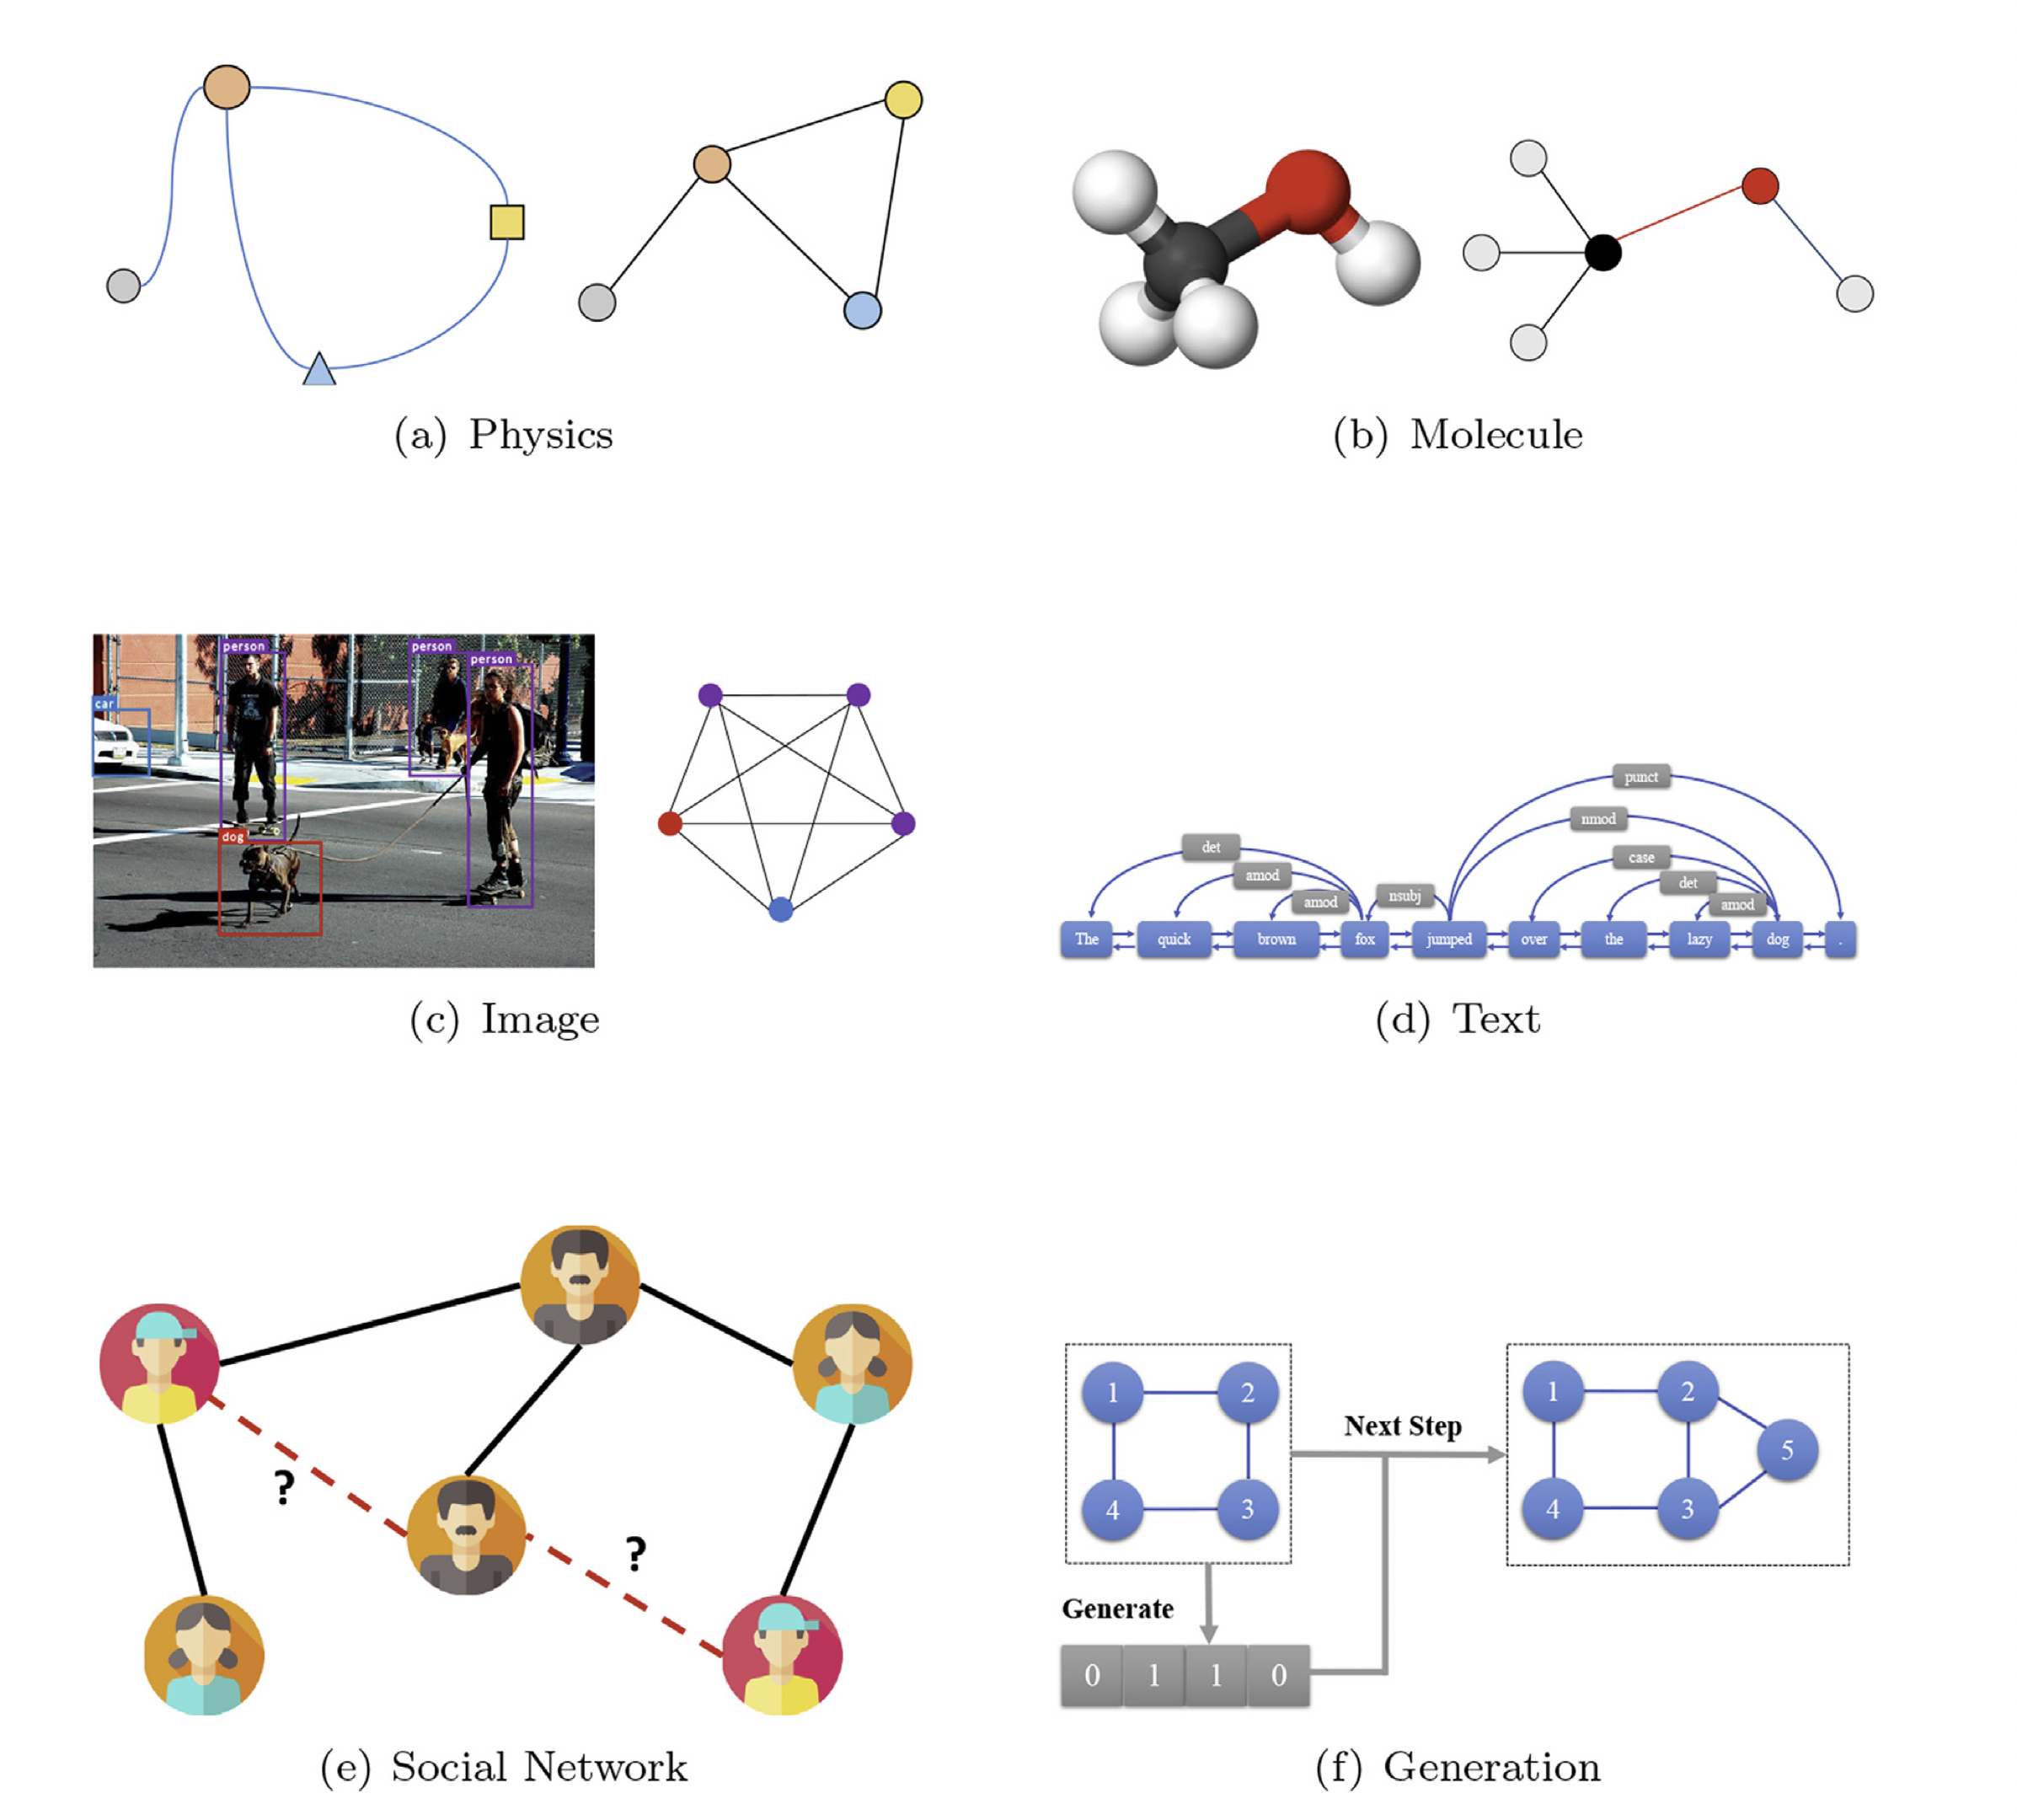 (a) Physics
(b) Molecule
person
person
person
car
dog
(c) Image
punct
nmod
det
case
amod
det
nsubj
amod
amod
The quick brown fox jumped over the lazy dog .
(d) Text
?
?
(e) Social Network
1 2
4 3
Next Step
1 2
5
4 3
Generate
0 1 1 0
(f) Generation